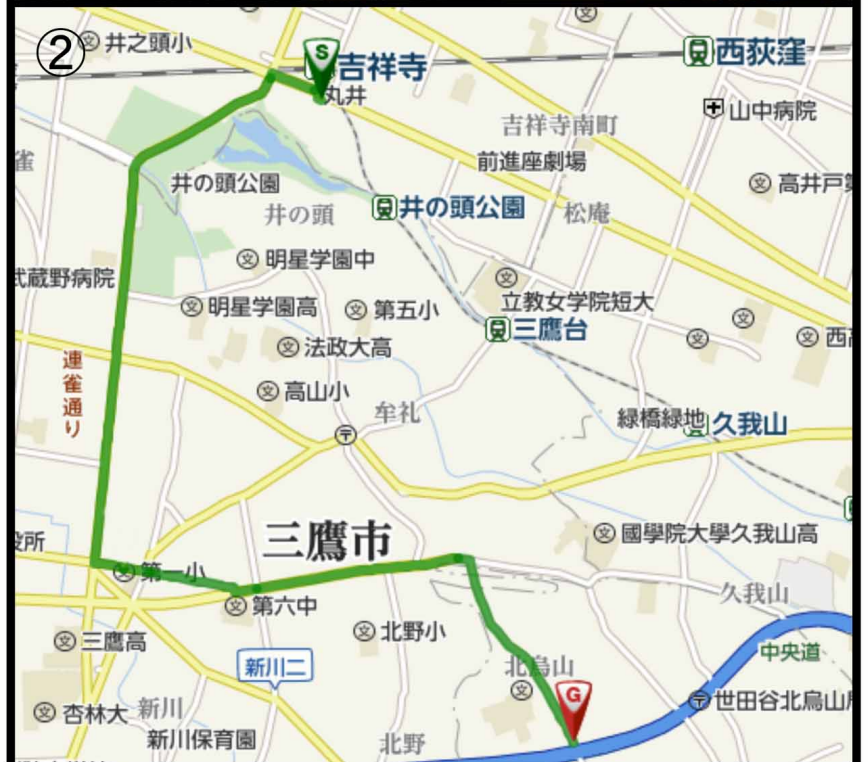 ②
井之頭小
S
吉祥寺
西荻窪
丸井
山中病院
吉祥寺南町
雀
前進座劇場
井の頭公園
高井戸第
井の頭公園
井の頭
松庵
明星学園中
武蔵野病院
明星学園高
第五小
立教女学院短大
三鷹台
西高
法政大高
連雀通り
高山小
牟礼
緑橋緑地
久我山
三鷹市
役所
國學院大學久我山高
第一小
久我山
第六中
北野小
三鷹高
中央道
新川二
北烏山
G
世田谷北烏山
杏林大
新川
新川保育園
北野